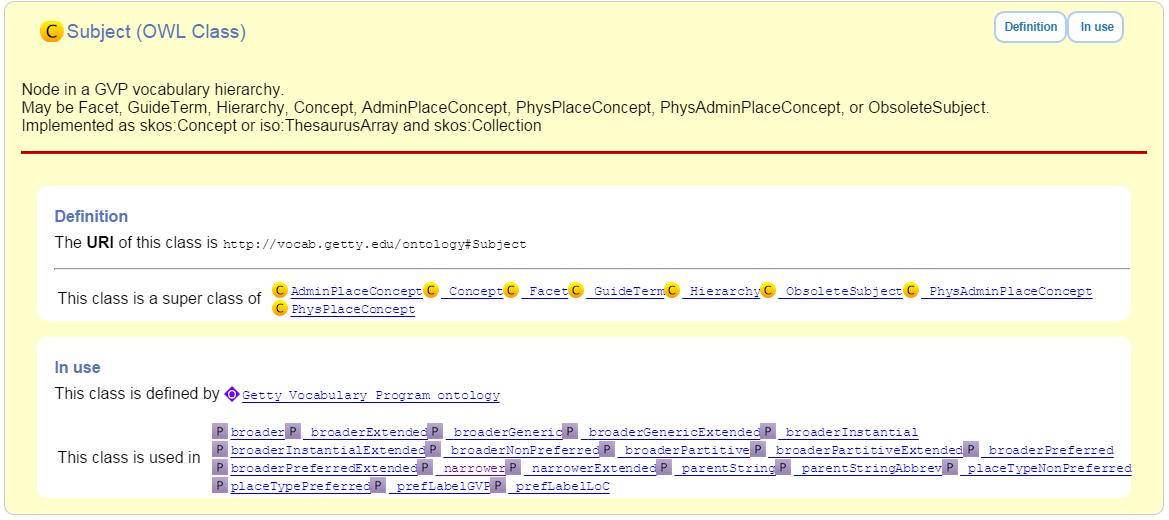 C Subject (OWL Class) Definition In use
Node in a GVP vocabulary hierarchy.
May be Facet, GuideTerm, Hierarchy, Concept, AdminPlaceConcept, PhysPlaceConcept, PhysAdminPlaceConcept, or ObsoleteSubject.
Implemented as skos:Concept or iso:ThesaurusArray and skos:Collection
Definition
The URI of this class is http://vocab.getty.edu/ontology#Subject
This class is a super class of
C AdminPlaceConcept C Concept C Facet C GuideTerm C Hierarchy C ObsoleteSubject C PhysAdminPlaceConcept
C PhysPlaceConcept
In use
This class is defined by Getty Vocabulary Program ontology
This class is used in
P broader P broaderExtended P broaderGeneric P broaderGenericExtended P broaderInstantial
P broaderInstantialExtended P broaderNonPreferred P broaderPartitive P broaderPartitiveExtended P broaderPreferred
P broaderPreferredExtended P narrower P narrowerExtended P parentString P parentStringAbbrev P placeTypeNonPreferred
P placeTypePreferred P prefLabelGVP P prefLabelLoC